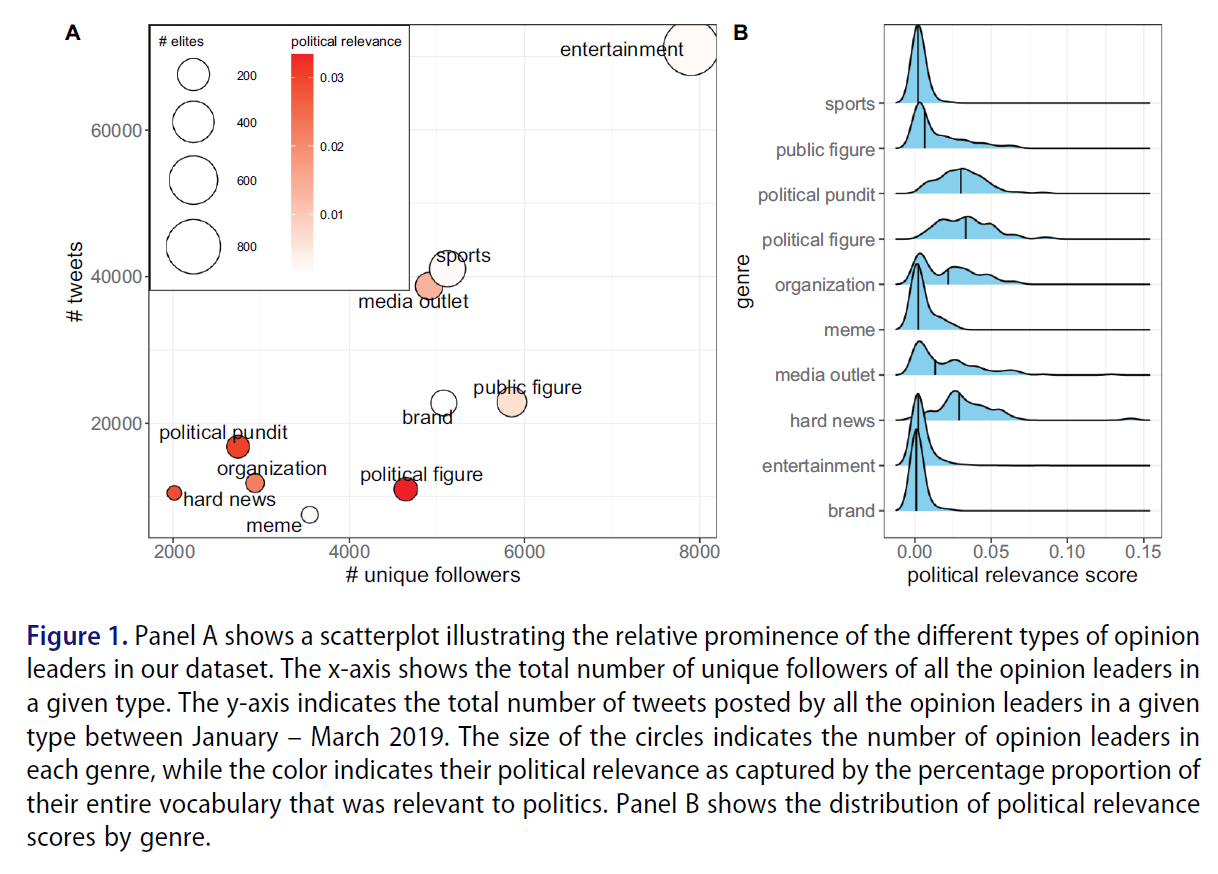 A
# elites
political relevance
200
400
600
800
0.03
0.02
0.01
entertainment
sports
media outlet
public figure
brand
political pundit
organization
political figure
hard news
meme
60000
40000
20000
# tweets
2000
4000
6000
8000
# unique followers
B
sports
public figure
political pundit
political figure
organization
meme
media outlet
hard news
entertainment
brand
genre
0.00
0.05
0.10
0.15
political relevance score
Figure 1. Panel A shows a scatterplot illustrating the relative prominence of the different types of opinion
leaders in our dataset. The x-axis shows the total number of unique followers of all the opinion leaders in
a given type. The y-axis indicates the total number of tweets posted by all the opinion leaders in a given
type between January – March 2019. The size of the circles indicates the number of opinion leaders in
each genre, while the color indicates their political relevance as captured by the percentage proportion of
their entire vocabulary that was relevant to politics. Panel B shows the distribution of political relevance
scores by genre.